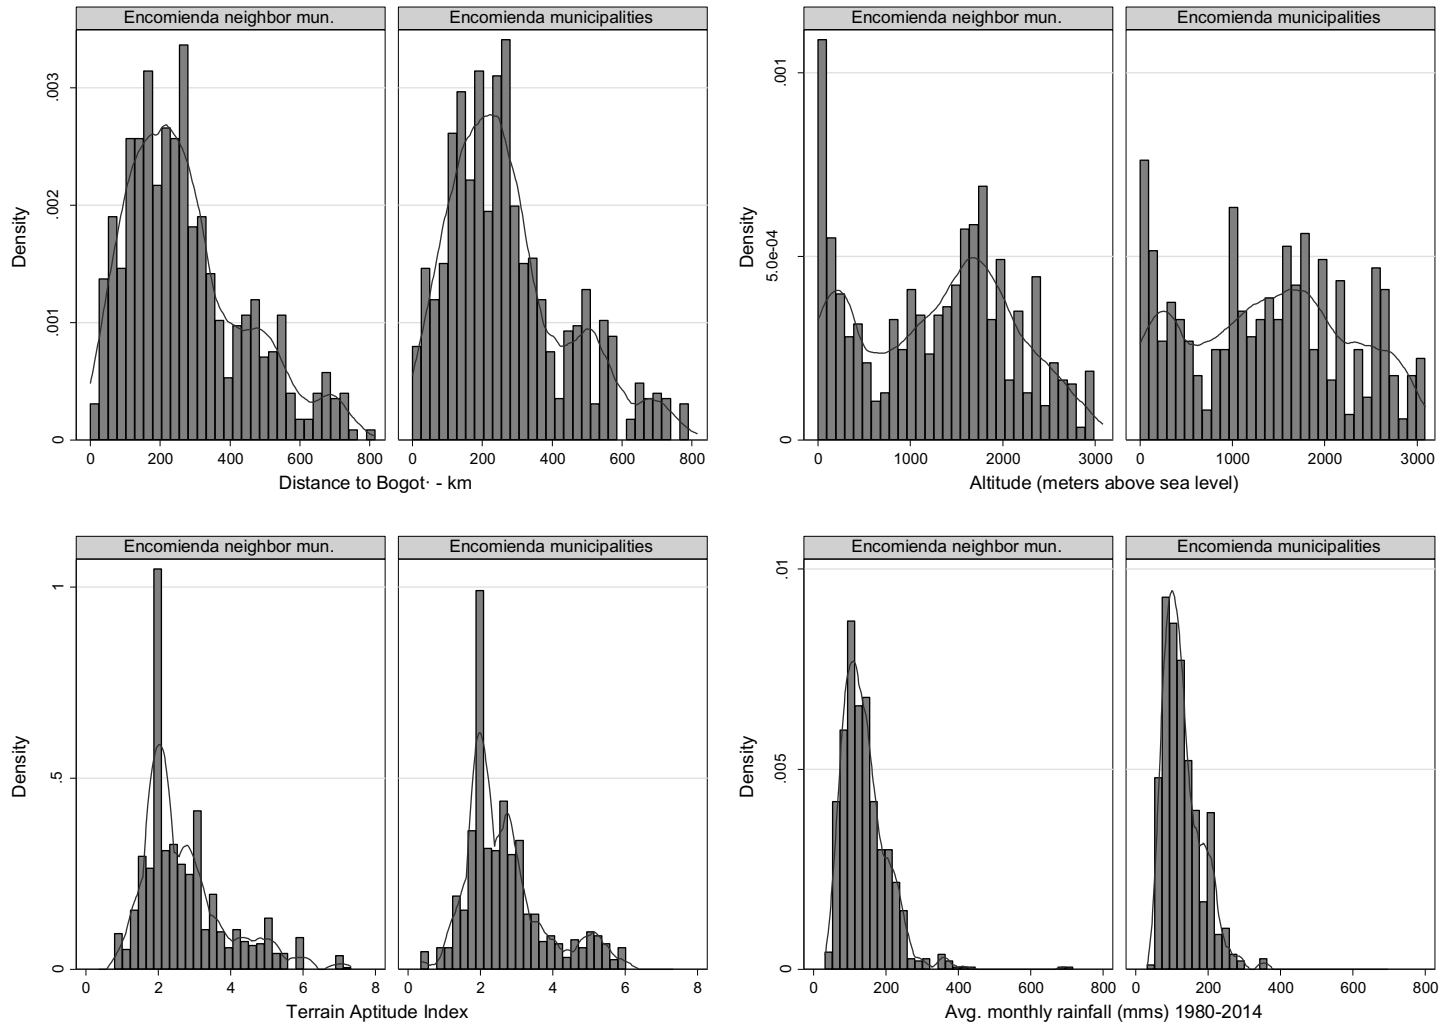 Encomienda neighbor mun.
Encomienda municipalities
Density
0
.001
.002
.003
0 200 400 600 800
0 200 400 600 800
Distance to Bogot· - km
Encomienda neighbor mun.
Encomienda municipalities
Density
0
5.0e-04
.001
0 1000 2000 3000
0 1000 2000 3000
Altitude (meters above sea level)
Encomienda neighbor mun.
Encomienda municipalities
Density
0
.5
1
0 2 4 6 8
0 2 4 6 8
Terrain Aptitude Index
Encomienda neighbor mun.
Encomienda municipalities
Density
0
.005
.01
0 200 400 600 800
0 200 400 600 800
Avg. monthly rainfall (mms) 1980-2014